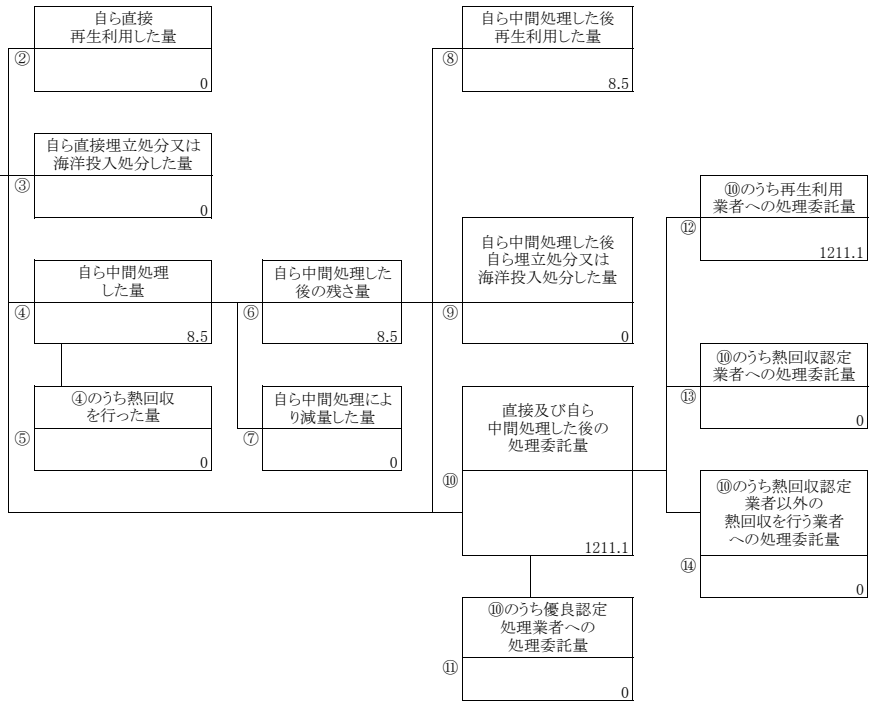 自ら直接
再生利用した量
②
0
自ら直接埋立処分又は
海洋投入処分した量
③
0
自ら中間処理
した量
④
8.5
④のうち熱回収
を行った量
⑤
0
自ら中間処理した
後の残さ量
⑥
8.5
自ら中間処理によ
り減量した量
⑦
0
自ら中間処理した後
再生利用した量
⑧
8.5
自ら中間処理した後
自ら埋立処分又は
海洋投入処分した量
⑨
0
直接及び自ら
中間処理した後の
処理委託量
⑩
1211.1
⑩のうち優良認定
処理業者への
処理委託量
⑪
0
⑩のうち再生利用
業者への処理委託量
⑫
1211.1
⑩のうち熱回収認定
業者への処理委託量
⑬
0
⑩のうち熱回収認定
業者以外の
熱回収を行う業者
への処理委託量
⑭
0